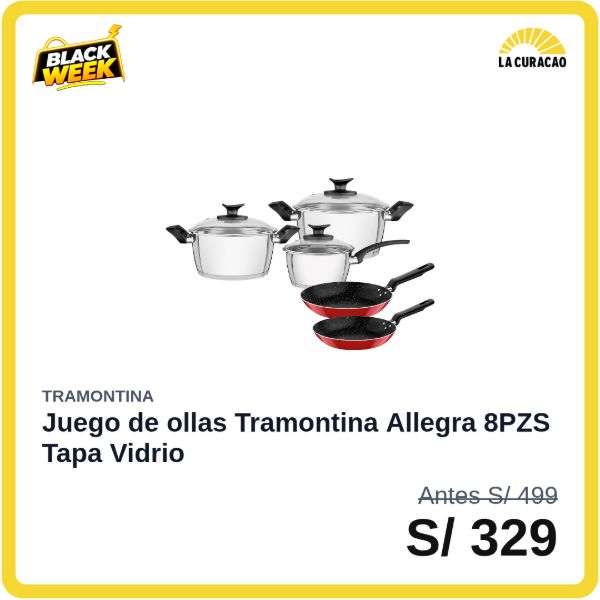 BLACK
WEEK
LA CURACAO
TRAMONTINA
Juego de ollas Tramontina Allegra 8PZS
Tapa Vidrio
Antes S/ 499
S/ 329